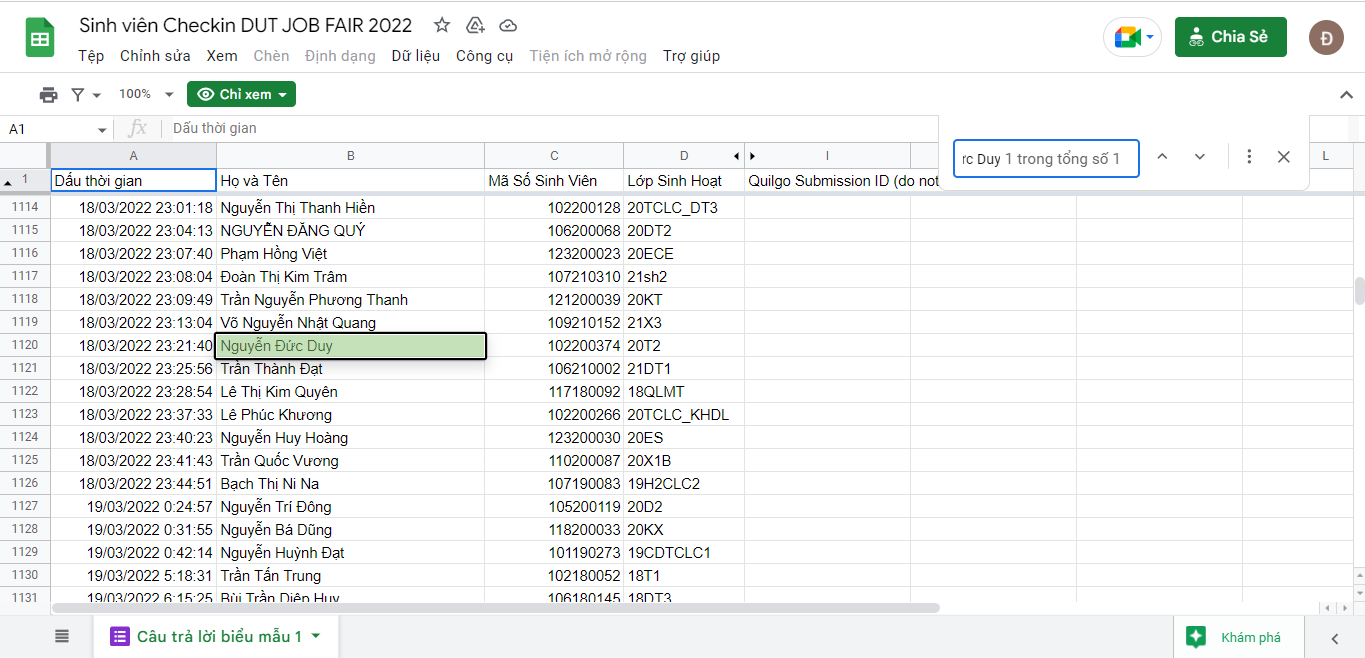 Sinh viên Checkin DUT JOB FAIR 2022
Tệp Chỉnh sửa Xem Chèn Định dạng Dữ liệu Công cụ Tiện ích mở rộng Trợ giúp
Chia Sẻ
Đ
100% Chỉ xem
A1 fx Dấu thời gian
rc Duy 1 trong tổng số 1
A B C D I L
1 Dấu thời gian Họ và Tên Mã Số Sinh Viên Lớp Sinh Hoạt Quilgo Submission ID (do not
1114 18/03/2022 23:01:18 Nguyễn Thị Thanh Hiền 102200128 20TCLC_DT3
1115 18/03/2022 23:04:13 NGUYỄN ĐĂNG QUÝ 106200068 20DT2
1116 18/03/2022 23:07:40 Phạm Hồng Việt 123200023 20ECE
1117 18/03/2022 23:08:04 Đoàn Thị Kim Trâm 107210310 21sh2
1118 18/03/2022 23:09:49 Trần Nguyễn Phương Thanh 121200039 20KT
1119 18/03/2022 23:13:04 Võ Nguyễn Nhật Quang 109210152 21X3
1120 18/03/2022 23:21:40 Nguyễn Đức Duy 102200374 20T2
1121 18/03/2022 23:25:56 Trần Thành Đạt 106210002 21DT1
1122 18/03/2022 23:28:54 Lê Thị Kim Quyên 117180092 18QLMT
1123 18/03/2022 23:37:33 Lê Phúc Khương 102200266 20TCLC_KHDL
1124 18/03/2022 23:40:23 Nguyễn Huy Hoàng 123200030 20ES
1125 18/03/2022 23:41:43 Trần Quốc Vương 110200087 20X1B
1126 18/03/2022 23:44:51 Bạch Thị Ni Na 107190083 19H2CLC2
1127 19/03/2022 0:24:57 Nguyễn Trí Đông 105200119 20D2
1128 19/03/2022 0:31:55 Nguyễn Bá Dũng 118200033 20KX
1129 19/03/2022 0:42:14 Nguyễn Huỳnh Đạt 101190273 19CDTCLC1
1130 19/03/2022 5:18:31 Trần Tấn Trung 102180052 18T1
1131 19/03/2022 6:15:25 Bùi Trần Diệp Huy 106180145 18DT3
Câu trả lời biểu mẫu 1
Khám phá